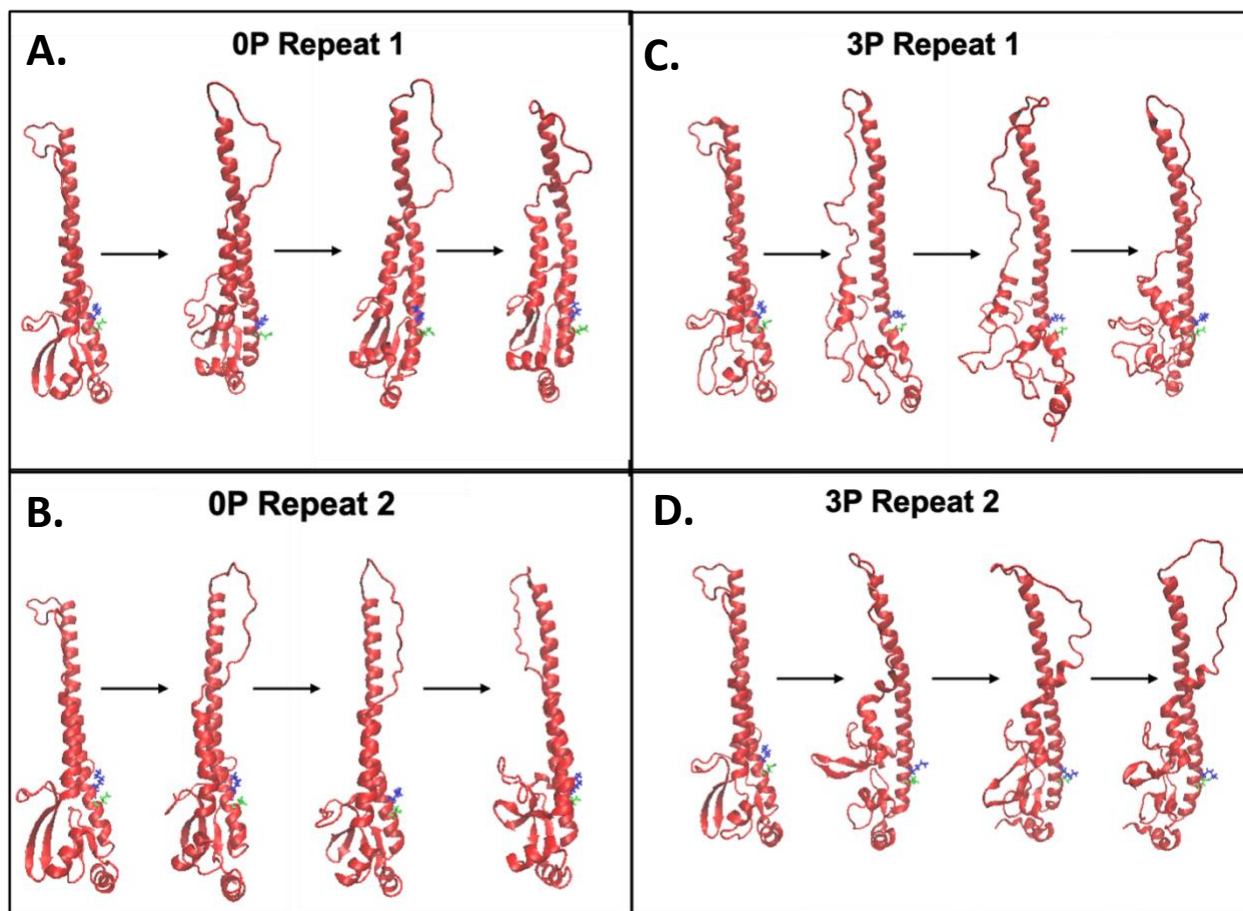 A.
0P Repeat 1
C.
3P Repeat 1
B.
0P Repeat 2
D.
3P Repeat 2